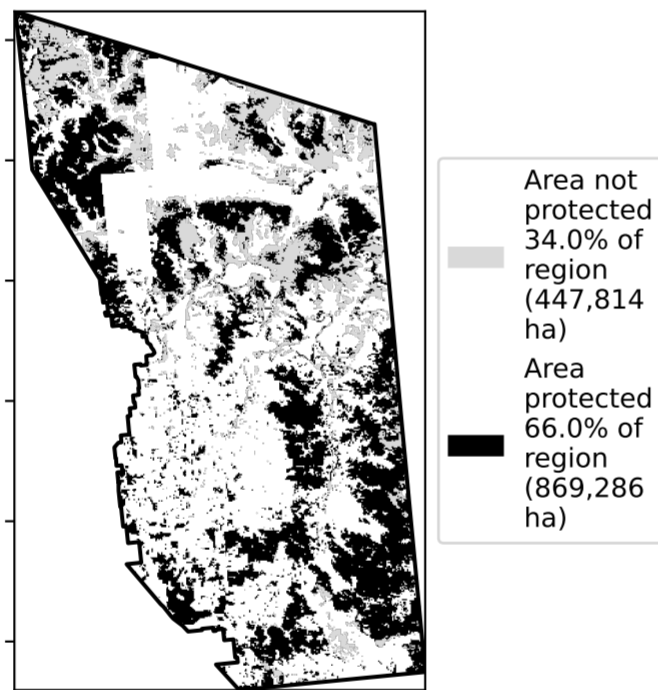 Area not
protected
34.0% of
region
(447,814
ha)
Area
protected
66.0% of
region
(869,286
ha)